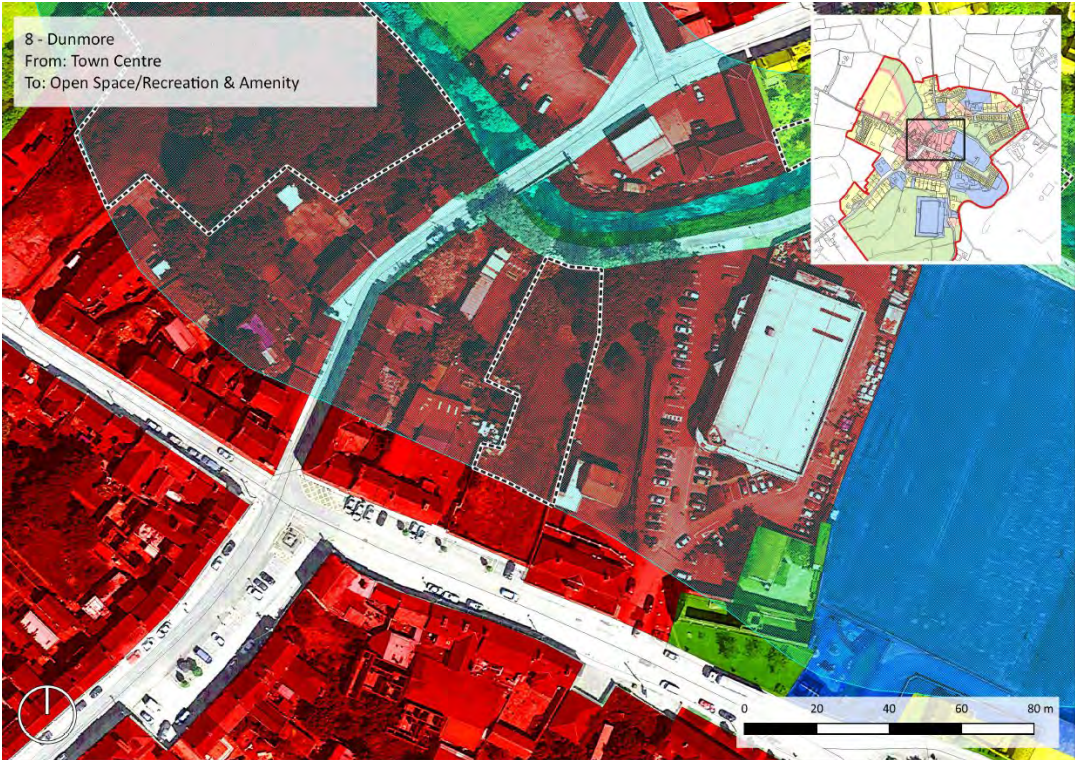 8 - Dunmore
From: Town Centre
To: Open Space/Recreation & Amenity
0 20 40 60 80 m